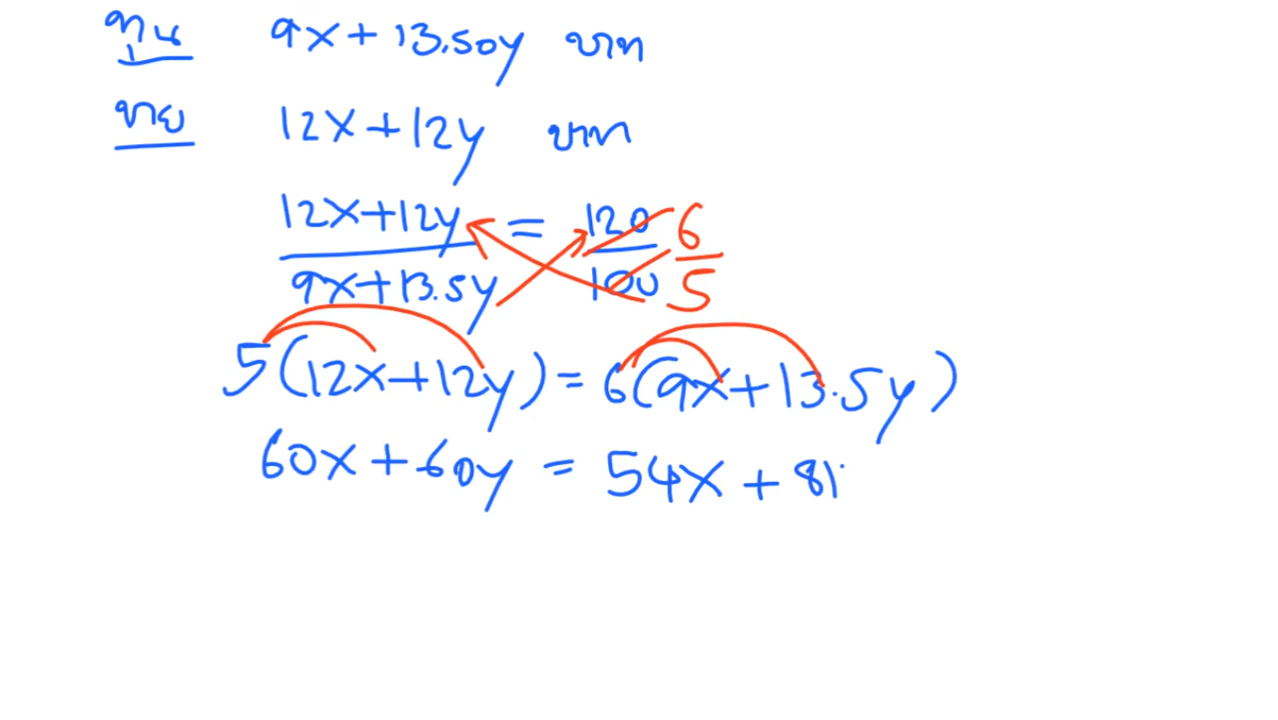 ทุน 9x + 13.50y บาท
ขาย 12x + 12y บาท
12x + 12y = 120 6
9x + 13.5y 100 5
5(12x + 12y) = 6(9x + 13.5y)
60x + 60y = 54x + 81